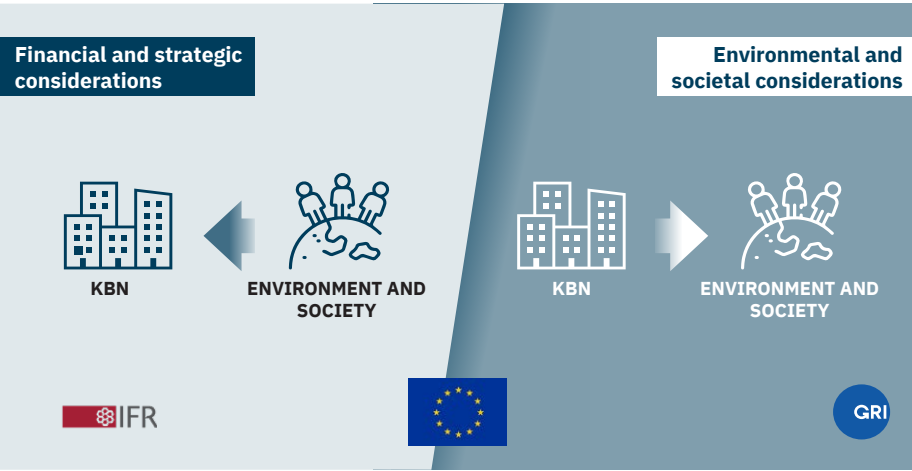 Financial and strategic
considerations
Environmental and
societal considerations
KBN
ENVIRONMENT AND
SOCIETY
KBN
ENVIRONMENT AND
SOCIETY
IFR
GRI